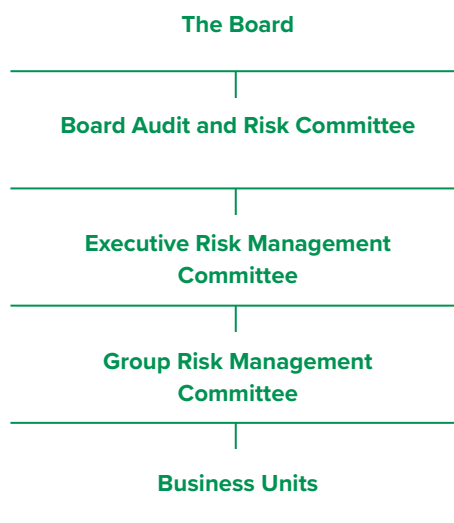 The Board
Board Audit and Risk Committee
Executive Risk Management
Committee
Group Risk Management
Committee
Business Units